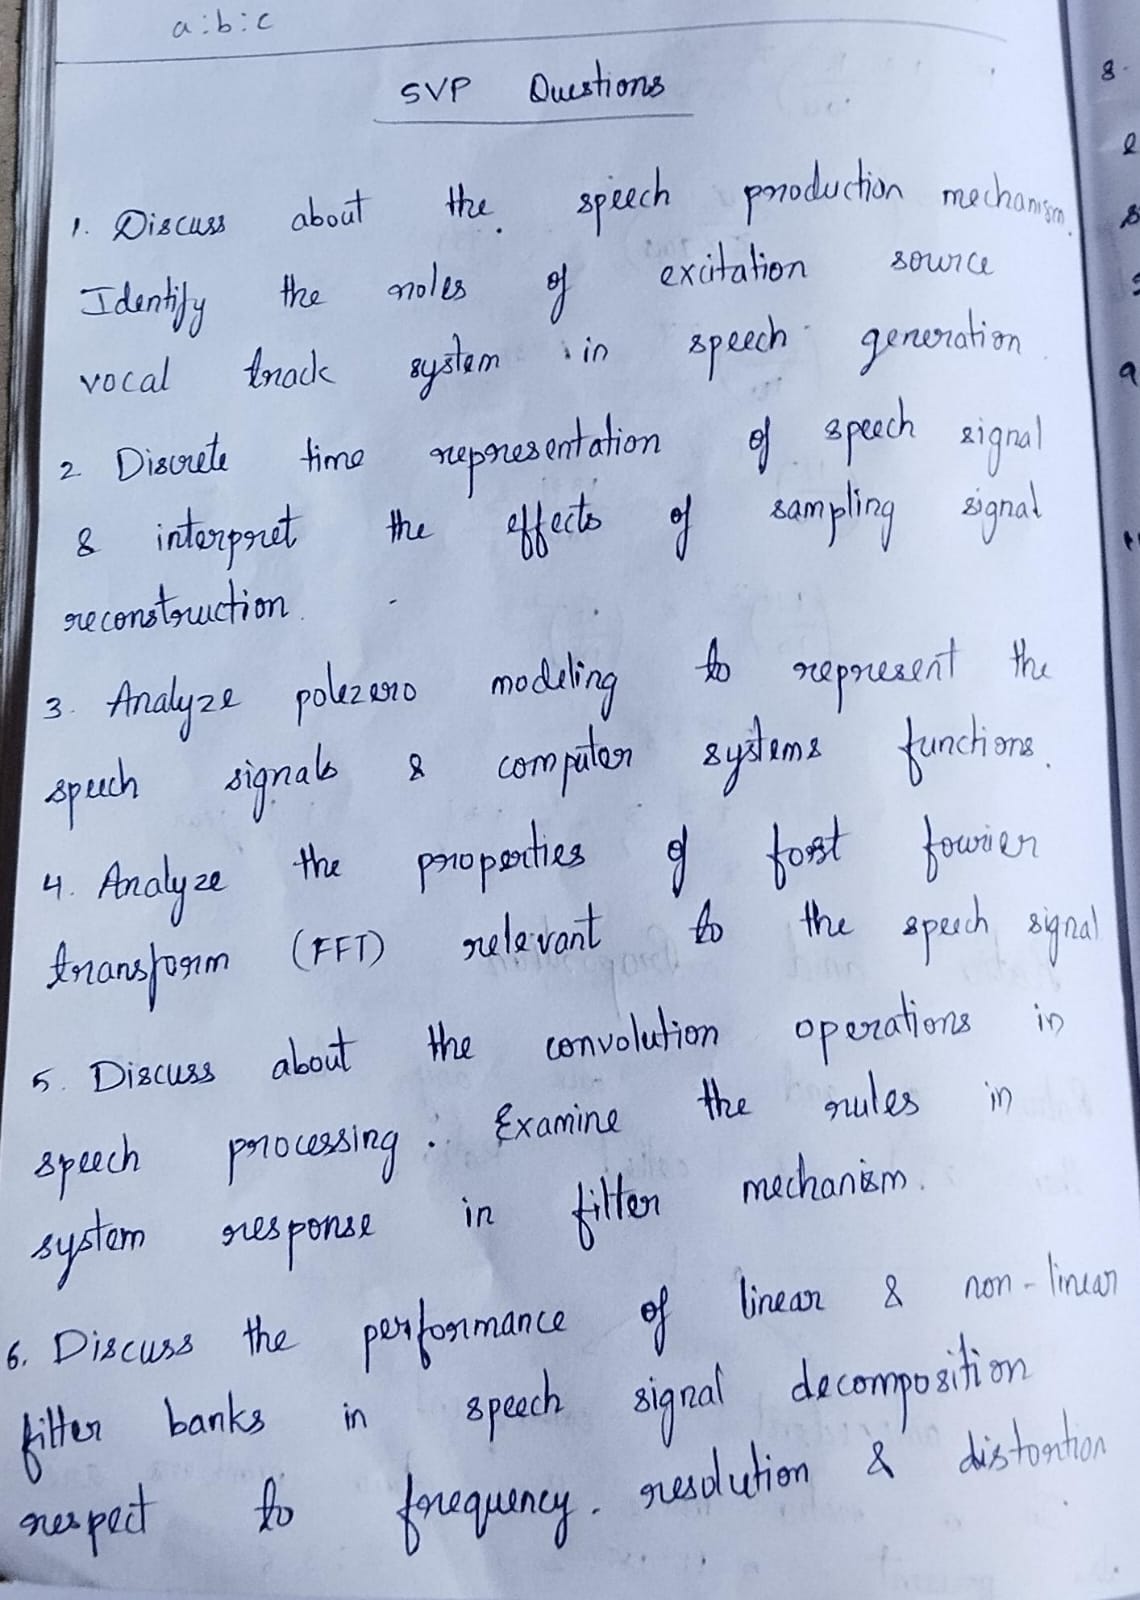 a:b:c
SVP Questions
1. Discuss about the speech production mechanism.
Identify the roles of excitation source
vocal track system in speech generation.
2 Discrete time representation of speech signal
& interpret the effects of sampling signal
reconstruction.
3. Analyze polezero modeling to represent the
speech signals & computer systems functions.
4. Analyze the properties of fast fourier
transform (FFT) relevant to the speech signal
5. Discuss about the convolution operations in
speech processing. Examine the rules in
system response in filter mechanism.
6. Discuss the performance of linear & non-linear
filter banks in speech signal decomposition
respect to frequency. resolution & distortion